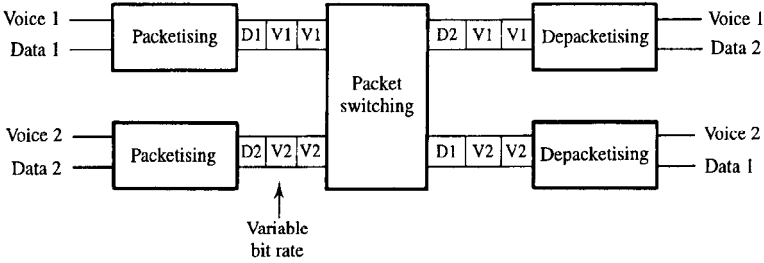 Voice 1
Data 1
Packetising
D1 V1 V1
Packet
switching
D2 V1 V1
Depacketising
Voice 1
Data 2
Voice 2
Data 2
Packetising
D2 V2 V2
D1 V2 V2
Depacketising
Voice 2
Data 1
Variable
bit rate